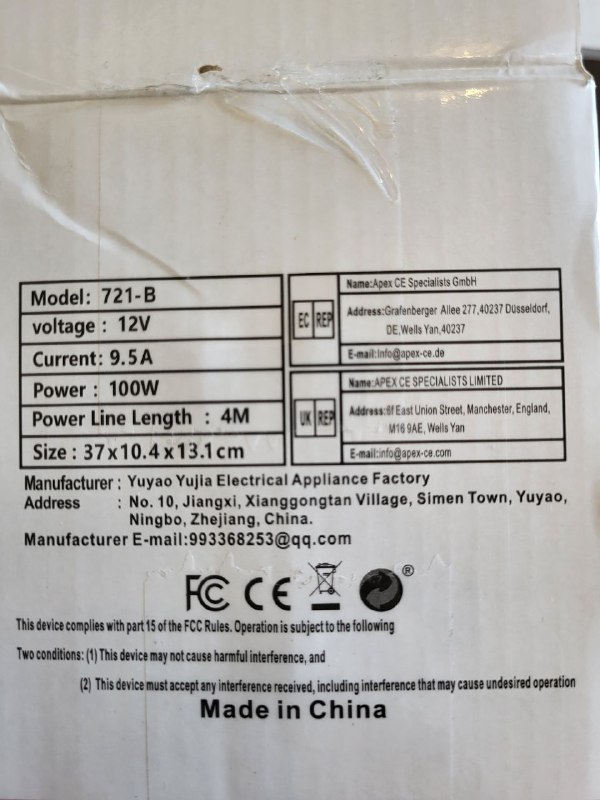 Model: 721-B
voltage : 12V
Current: 9.5A
Power : 100W
Power Line Length : 4M
Size : 37x10.4x13.1cm
EC REP
Name:Apex CE Specialists GmbH
Address:Grafenberger Allee 277,40237 Düsseldorf,
DE,Wells Yan,40237
E-mail:Info@apex-ce.de
UK REP
Name:APEX CE SPECIALISTS LIMITED
Address:6f East Union Street, Manchester, England,
M16 9AE, Wells Yan
E-mail:info@apex-ce.com
Manufacturer : Yuyao Yujia Electrical Appliance Factory
Address : No. 10, Jiangxi, Xianggongtan Village, Simen Town, Yuyao,
Ningbo, Zhejiang, China.
Manufacturer E-mail:993368253@qq.com
FC CE ®
This device complies with part 15 of the FCC Rules. Operation is subject to the following
Two conditions: (1) This device may not cause harmful interference, and
(2) This device must accept any interference received, including interference that may cause undesired operation
Made in China